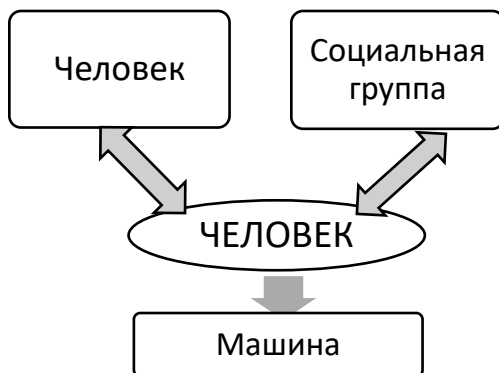 Человек
Социальная
группа
ЧЕЛОВЕК
Машина